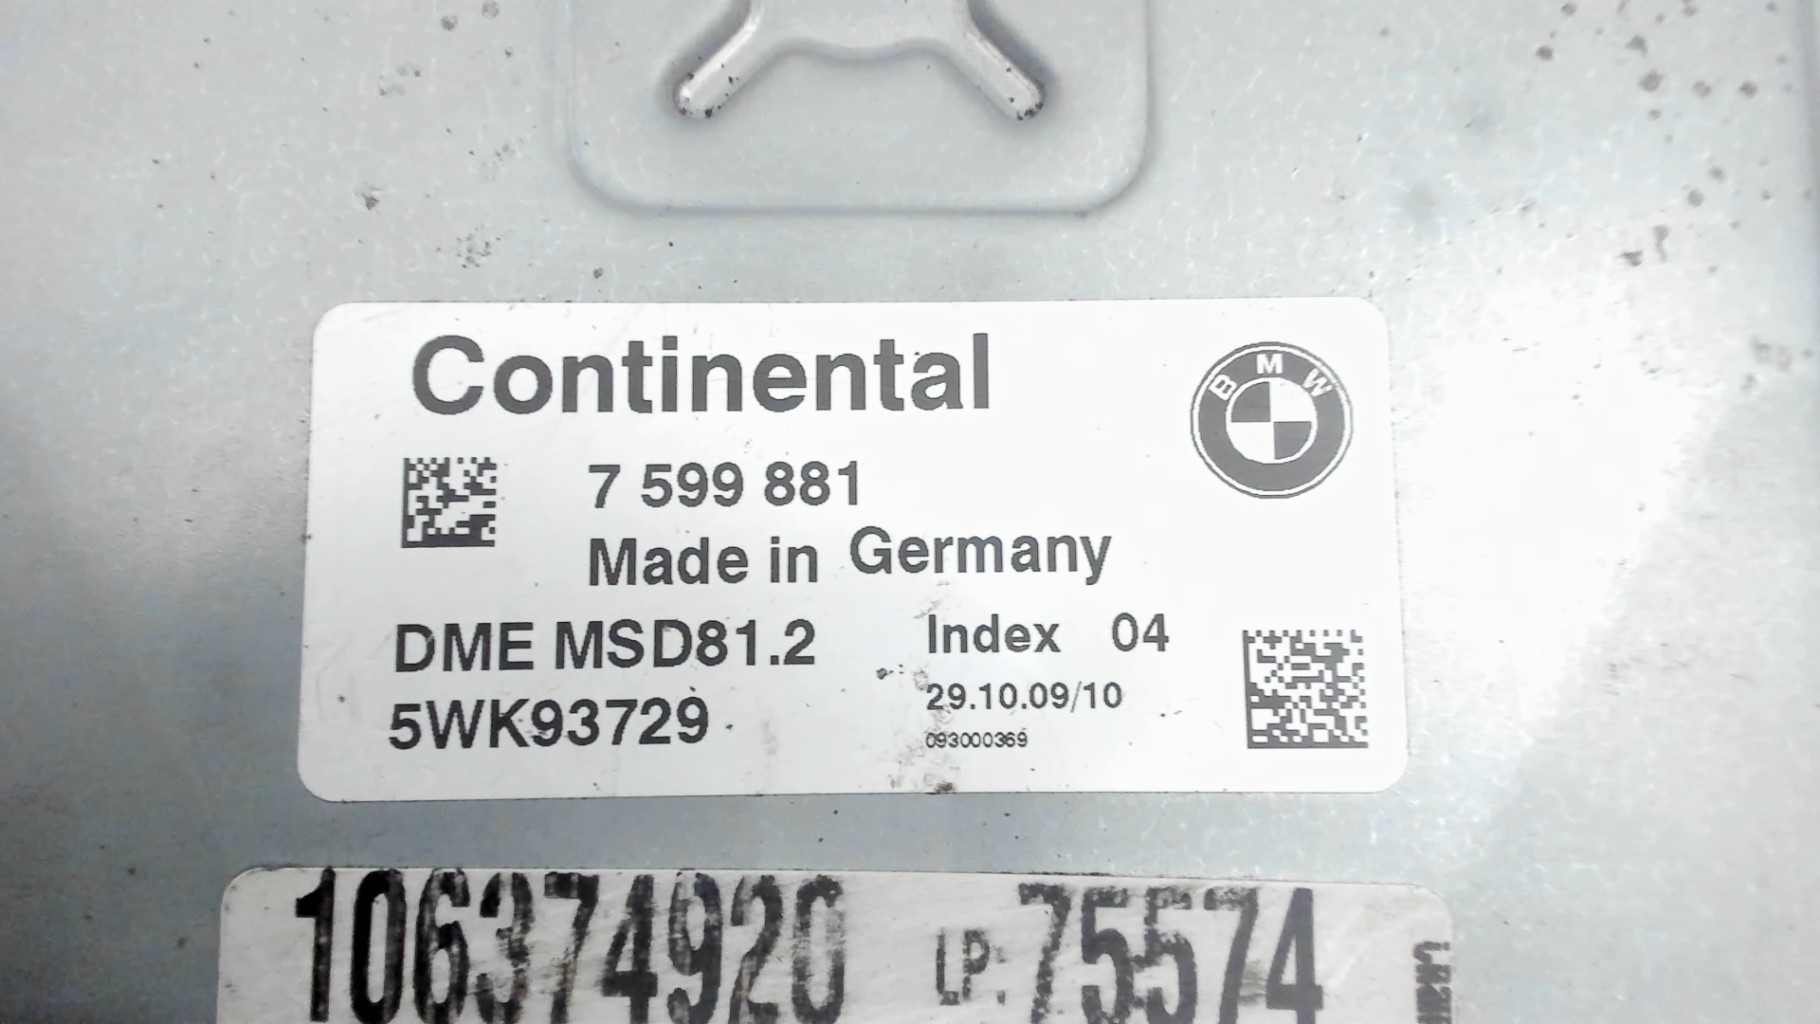 Continental
BMW
7 599 881
Made in Germany
DME MSD81.2 Index 04
5WK93729 29.10.09/10
093000369
106374920 LP: 75574